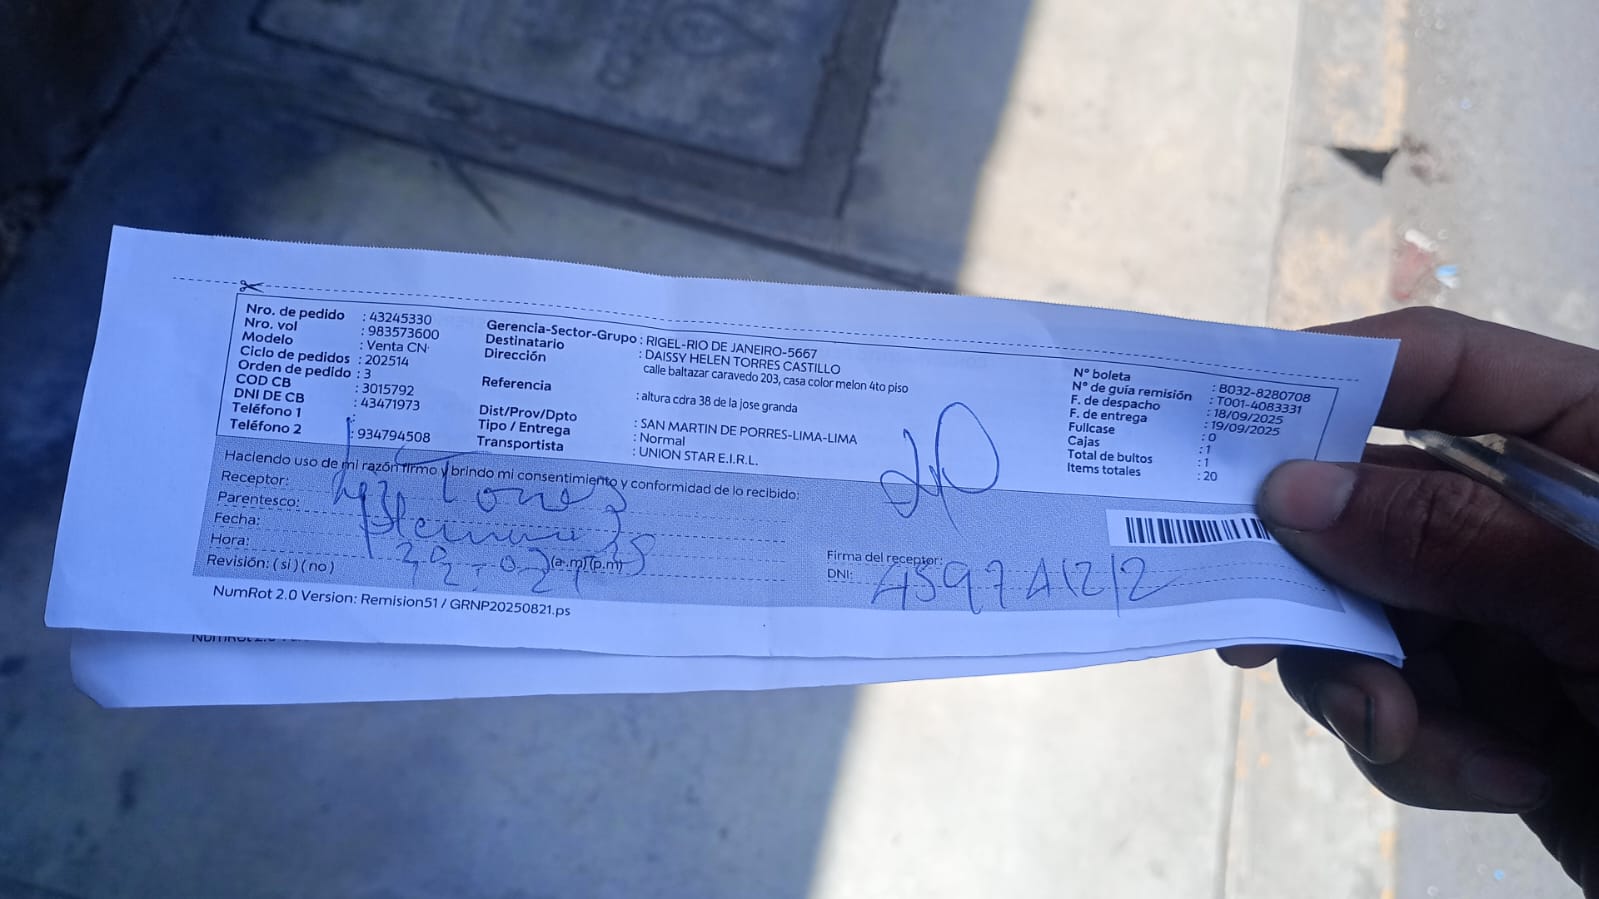 Nro. de pedido : 43245330
Nro. vol : 983573600
Modelo : Venta CN
Ciclo de pedidos : 202514
Orden de pedido : 3
COD CB : 3015792
DNI DE CB : 43471973
Teléfono 1 :
Teléfono 2 : 934794508
Gerencia-Sector-Grupo : RIGEL-RIO DE JANEIRO-5667
Destinatario : DAISSY HELEN TORRES CASTILLO
Dirección calle baltazar caravedo 203, casa color melon 4to piso
Referencia : altura cdra 38 de la jose granda
Dist/Prov/Dpto : SAN MARTIN DE PORRES-LIMA-LIMA
Tipo / Entrega : Normal
Transportista : UNION STAR E.I.R.L.
N° boleta : B032-8280708
N° de guía remisión : T001-4083331
F. de despacho : 18/09/2025
F. de entrega : 19/09/2025
Fullcase : 0
Cajas : 1
Total de bultos : 1
Items totales : 20
Haciendo uso de mi razón firmo y brindo mi consentimiento y conformidad de lo recibido:
Receptor: Torres
Parentesco:
Fecha:
Hora: (a.m)(p.m)
Revisión: ( si ) ( no )
Firma del receptor:
DNI:
NumRot 2.0 Version: Remision51 / GRNP20250821.ps